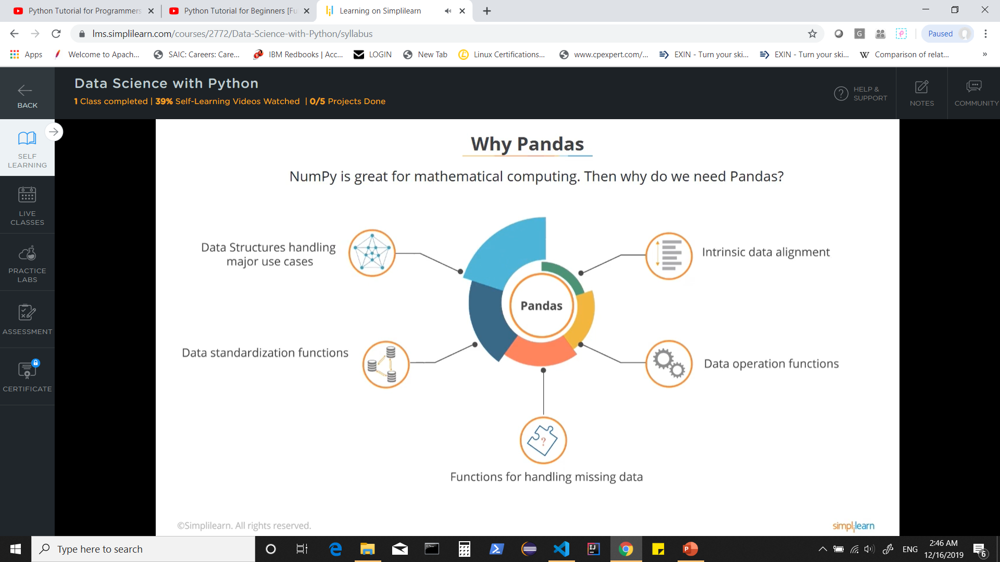 Python Tutorial for Programmers
Python Tutorial for Beginners [Fu
Learning on Simplilearn
lms.simplilearn.com/courses/2772/Data-Science-with-Python/syllabus
Paused
Apps
Welcome to Apach...
SAIC: Careers: Care...
IBM Redbooks | Acc...
LOGIN
New Tab
Linux Certifications...
www.cpexpert.com/...
EXIN - Turn your ski...
EXIN - Turn your ski...
Comparison of relat...
BACK
Data Science with Python
1 Class completed | 39% Self-Learning Videos Watched | 0/5 Projects Done
HELP &
SUPPORT
NOTES
COMMUNITY
SELF
LEARNING
LIVE
CLASSES
PRACTICE
LABS
ASSESSMENT
CERTIFICATE
Why Pandas
NumPy is great for mathematical computing. Then why do we need Pandas?
Data Structures handling
major use cases
Intrinsic data alignment
Pandas
Data standardization functions
Data operation functions
?
Functions for handling missing data
©Simplilearn. All rights reserved.
simplilearn
Type here to search
ENG
2:46 AM
12/16/2019
6